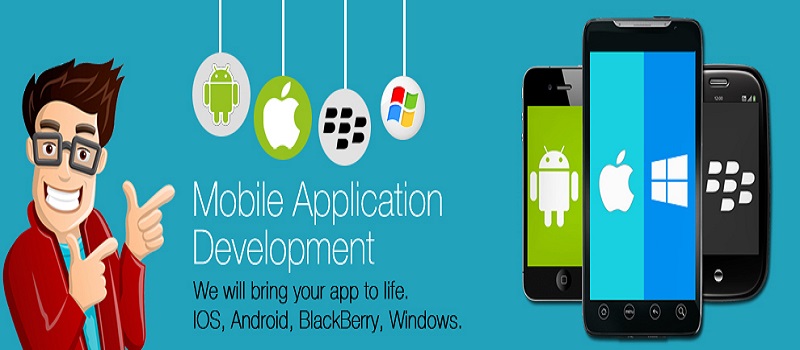 Mobile Application
Development
We will bring your app to life.
IOS, Android, BlackBerry, Windows.